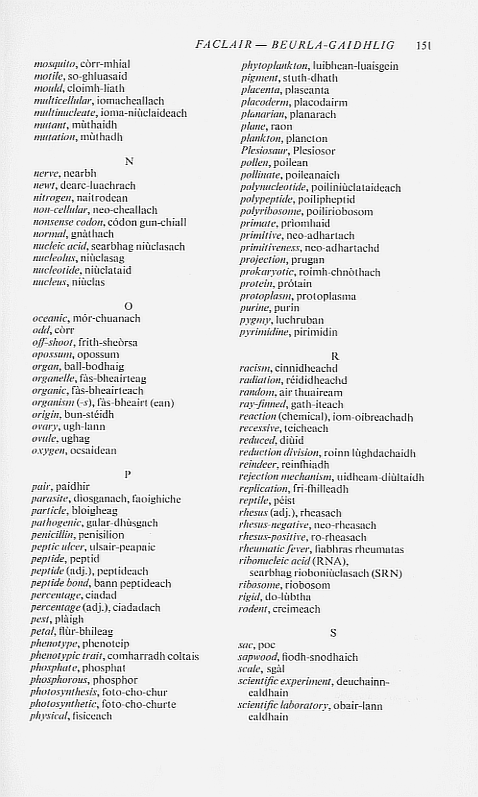 FACLAIR — BEURLA-GAIDHLIG 151
mosquito, còrr-mhial
motile, so-ghluasaid
mould, cloimh-liath
multicellular, iomacheallach
multinucleate, ioma-niùclaideach
mutant, mùthaidh
mutation, mùthadh
N
nerve, nearbh
newt, dearc-luachrach
nitrogen, naitrodean
non-cellular, neo-cheallach
nonsense codon, còdon gun-chiall
normal, gnàthach
nucleic acid, searbhag niùclasach
nucleolus, niùclasag
nucleotide, niùclataid
nucleus, niùclas
O
oceanic, mór-chuanach
odd, còrr
off-shoot, frith-sheòrsa
opossum, opossum
organ, ball-bodhaig
organelle, fàs-bheairteag
organic, fàs-bheairteach
organism (-s), fàs-bheairt (ean)
origin, bun-stéidh
ovary, ugh-lann
ovule, ughag
oxygen, ocsaidean
P
pair, paidhir
parasite, dìosganach, faoighiche
particle, bloigheag
pathogenic, galar-dhùsgach
penicillin, penisilion
peptic ulcer, ulsair-peapaic
peptide, peptid
peptide (adj.), peptideach
peptide bond, bann peptideach
percentage, ciadad
percentage (adj.), ciadadach
pest, plàigh
petal, flùr-bhileag
phenotype, phenoteip
phenotypic trait, comharradh coltais
phosphate, phosphat
phosphorous, phosphor
photosynthesis, foto-cho-chur
photosynthetic, foto-cho-churte
physical, fisiceach
phytoplankton, luibhean-luaisgein
pigment, stuth-dhath
placenta, plaseanta
placoderm, placodairm
planarian, planarach
plane, raon
plankton, plancton
Plesiosaur, Plesiosor
pollen, poilean
pollinate, poileanaich
polynucleotide, poiliniùclataideach
polypeptide, poilipheptid
polyribosome, poiliriobosom
primate, prìomhaid
primitive, neo-adhartach
primitiveness, neo-adhartachd
projection, prugan
prokaryotic, roimh-chnòthach
protein, pròtain
protoplasm, protoplasma
purine, purin
pygmy, luchruban
pyrimidine, pirimidin
R
racism, cinnidheachd
radiation, réididheachd
random, air thuaiream
ray-finned, gath-iteach
reaction (chemical), iom-oibreachadh
recessive, teicheach
reduced, diùid
reduction division, roinn lùghdachaidh
reindeer, reinfhiadh
rejection mechanism, uidheam-diùltaidh
replication, fri-fhilleadh
reptile, péist
rhesus (adj.), rheasach
rhesus-negative, neo-rheasach
rhesus-positive, ro-rheasach
rheumatic fever, fiabhras rheumatas
ribonucleic acid (RNA),
searbhag rioboniùclasach (SRN)
ribosome, riobosom
rigid, do-lùbtha
rodent, creimeach
S
sac, poc
sapwood, fiodh-snodhaich
scale, sgàl
scientific experiment, deuchainn-
ealdhain
scientific laboratory, obair-lann
ealdhain